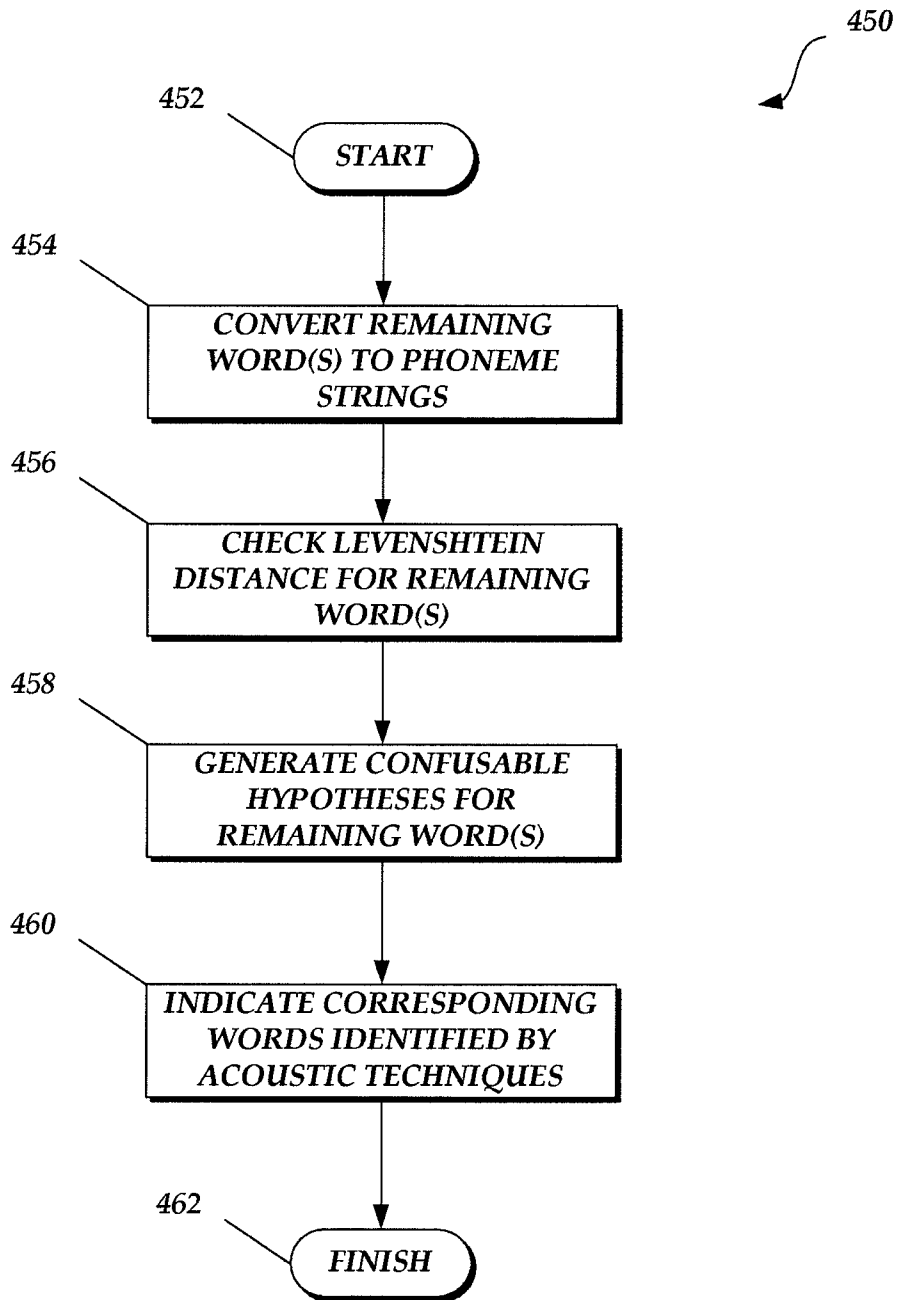 450
452
START
454
CONVERT REMAINING
WORD(S) TO PHONEME
STRINGS
456
CHECK LEVENSHTEIN
DISTANCE FOR REMAINING
WORD(S)
458
GENERATE CONFUSABLE
HYPOTHESES FOR
REMAINING WORD(S)
460
INDICATE CORRESPONDING
WORDS IDENTIFIED BY
ACOUSTIC TECHNIQUES
462
FINISH